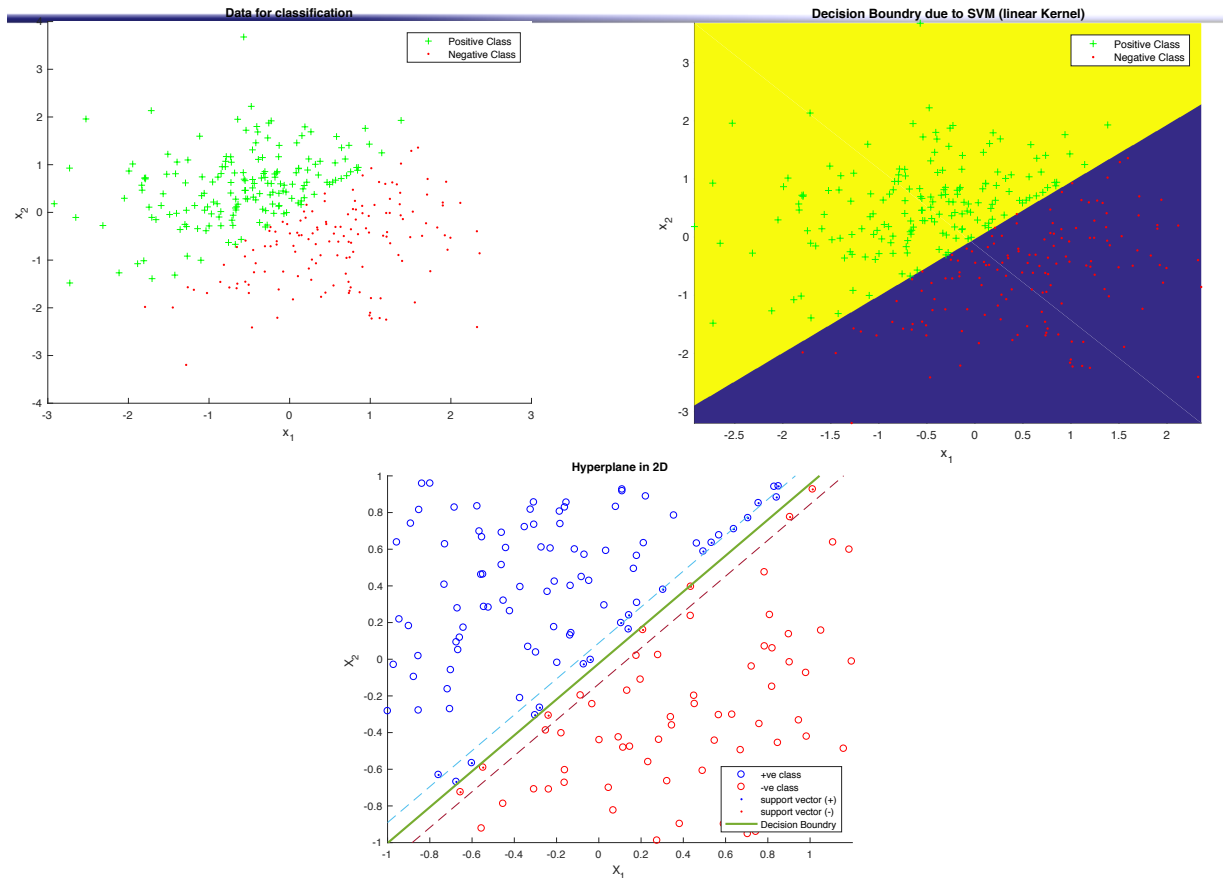 Data for classification
Positive Class
Negative Class
4
3
2
1
0
-1
-2
-3
-4
x2
-3 -2 -1 0 1 2 3
x1
Decision Boundry due to SVM (linear Kernel)
Positive Class
Negative Class
3
2
1
0
-1
-2
-3
x2
-2.5 -2 -1.5 -1 -0.5 0 0.5 1 1.5 2
x1
Hyperplane in 2D
1
0.8
0.6
0.4
0.2
0
-0.2
-0.4
-0.6
-0.8
-1
X2
+ve class
-ve class
support vector (+)
support vector (-)
Decision Boundry
-1 -0.8 -0.6 -0.4 -0.2 0 0.2 0.4 0.6 0.8 1
X1